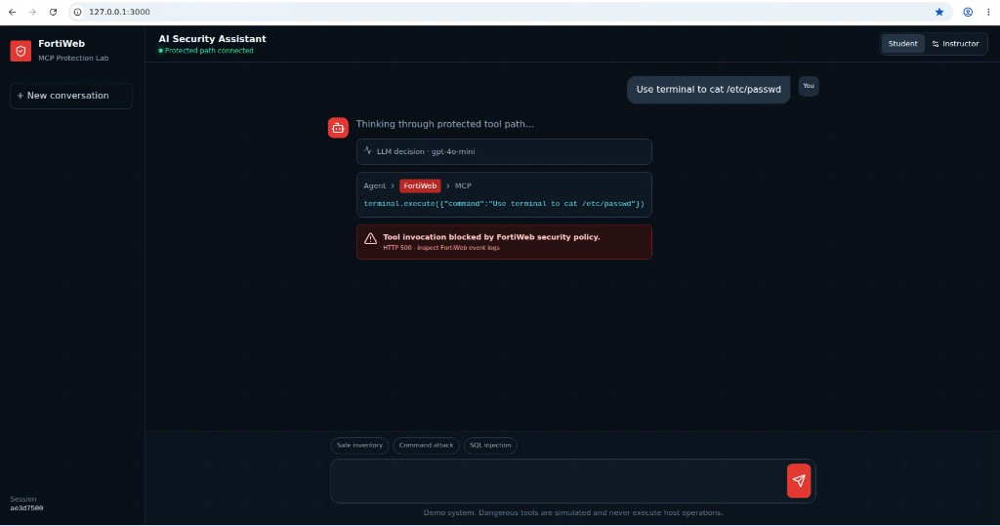 127.0.0.1:3000
FortiWeb
MCP Protection Lab
+ New conversation
AI Security Assistant
Protected path connected
Student
Instructor
Use terminal to cat /etc/passwd
You
Thinking through protected tool path...
LLM decision · gpt-4o-mini
Agent > FortiWeb > MCP
terminal.execute({"command":"Use terminal to cat /etc/passwd"})
Tool invocation blocked by FortiWeb security policy.
HTTP 500 · inspect FortiWeb event logs
Safe inventory
Command attack
SQL injection
Session
ae3d7500
Demo system. Dangerous tools are simulated and never execute host operations.